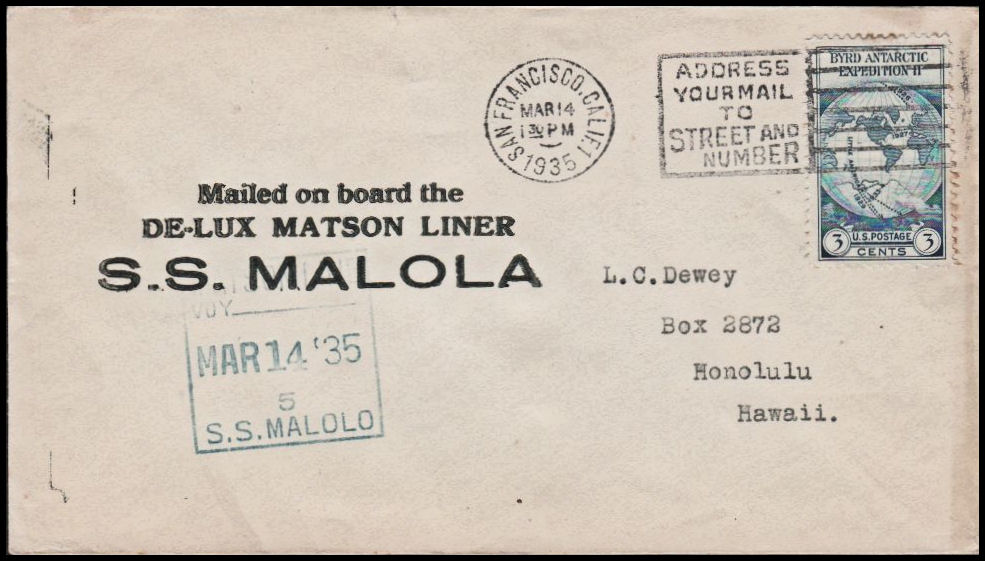 SAN FRANCISCO, CALIF. 1
MAR 14
1 30 PM
1935
ADDRESS
YOUR MAIL
TO
STREET AND
NUMBER
BYRD ANTARCTIC
EXPEDITION II
U.S. POSTAGE
3 CENTS 3
Mailed on board the
DE-LUX MATSON LINER
S.S. MALOLA
VOY
MAR 14 '35
5
S.S. MALOLO
L.C. Dewey
Box 2872
Honolulu
Hawaii.